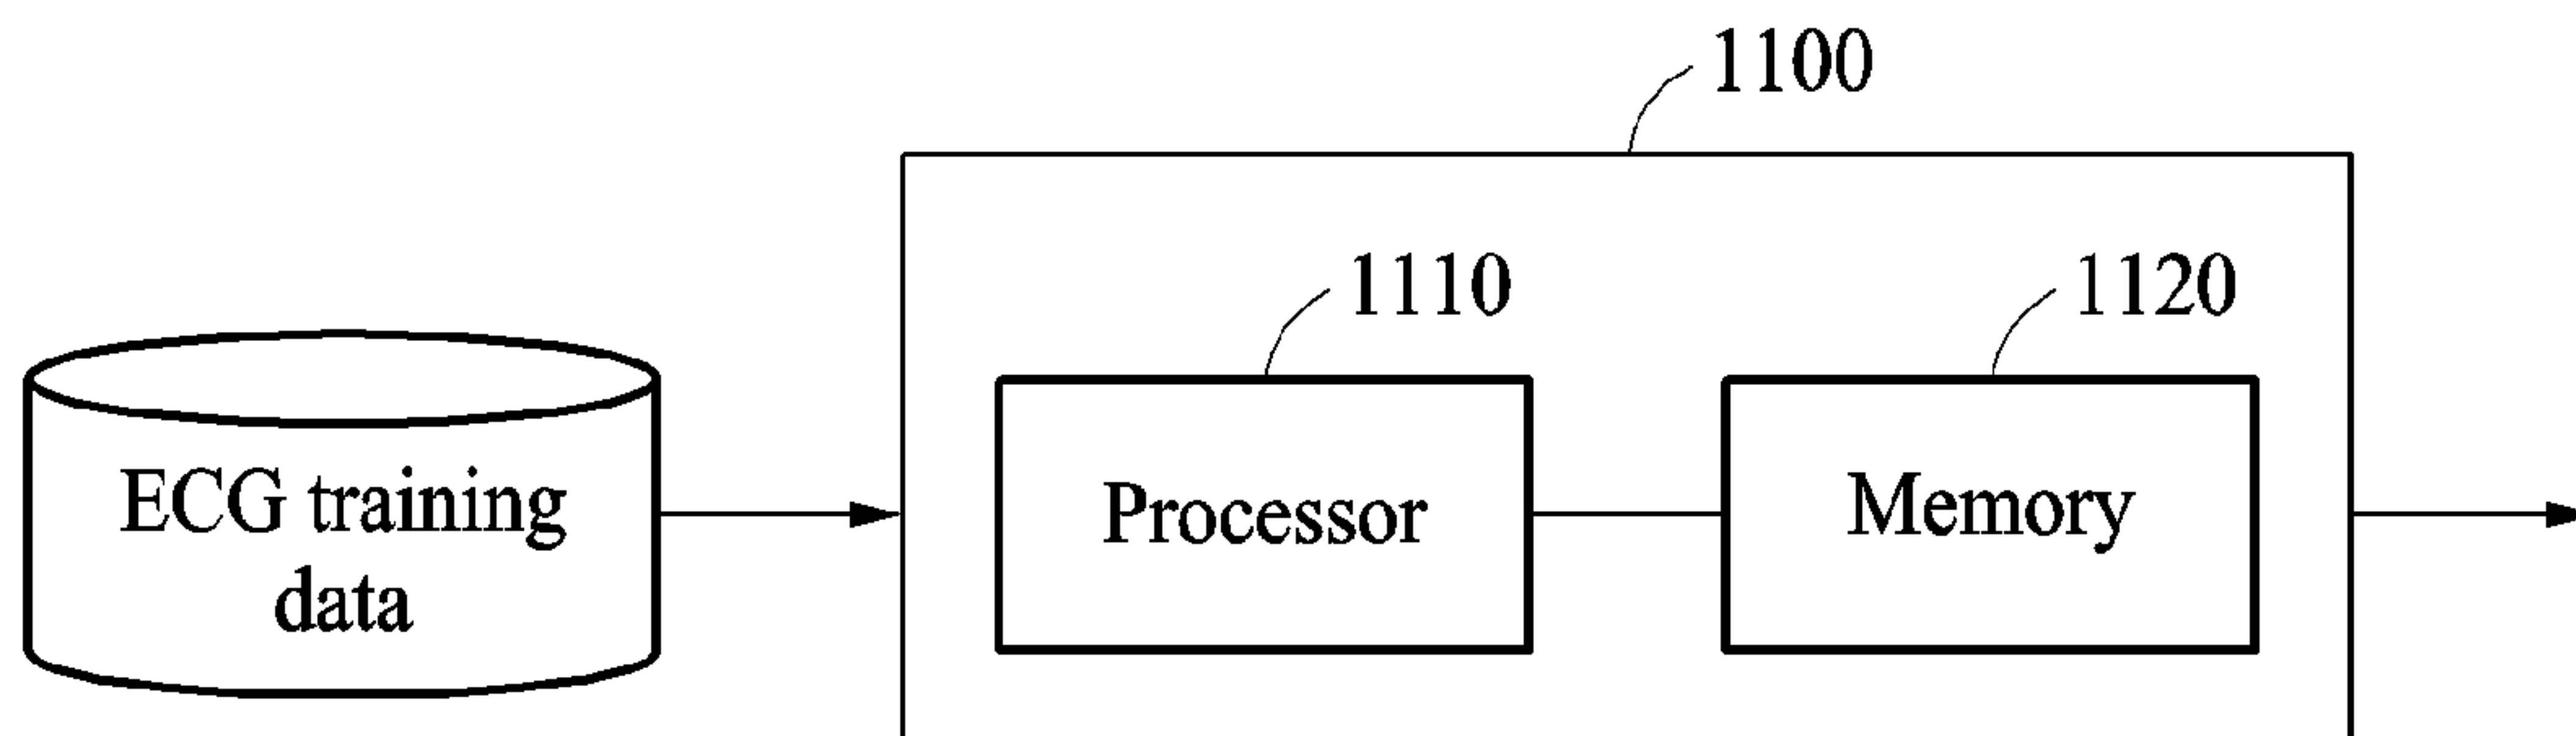 1100
1110
1120
ECG training
data
Processor
Memory